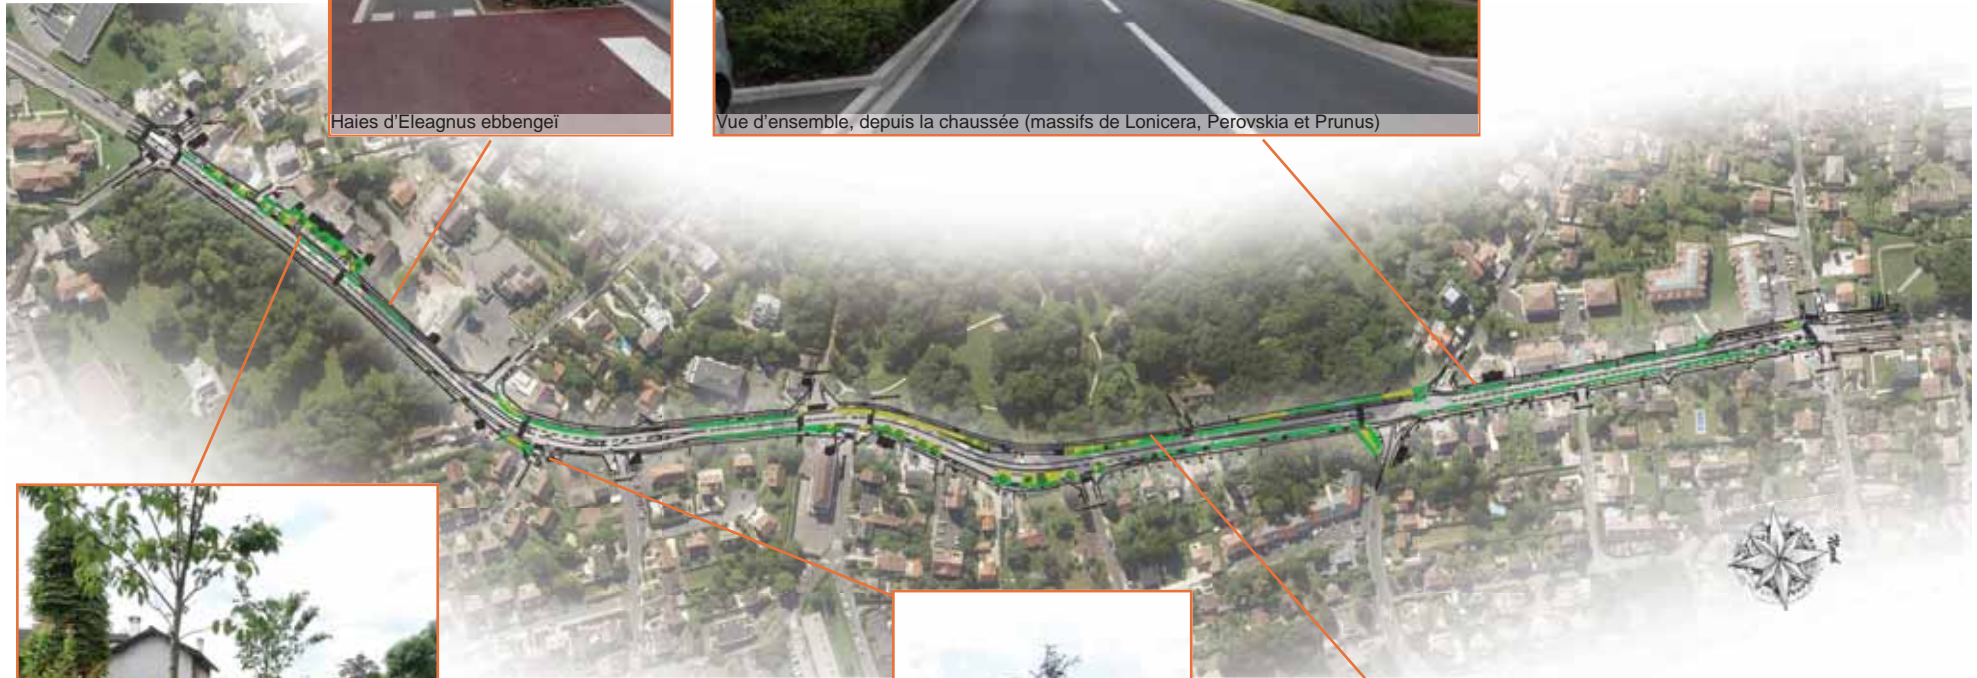 Haies d'Eleagnus ebbengeï
Vue d'ensemble, depuis la chaussée (massifs de Lonicera, Perovskia et Prunus)